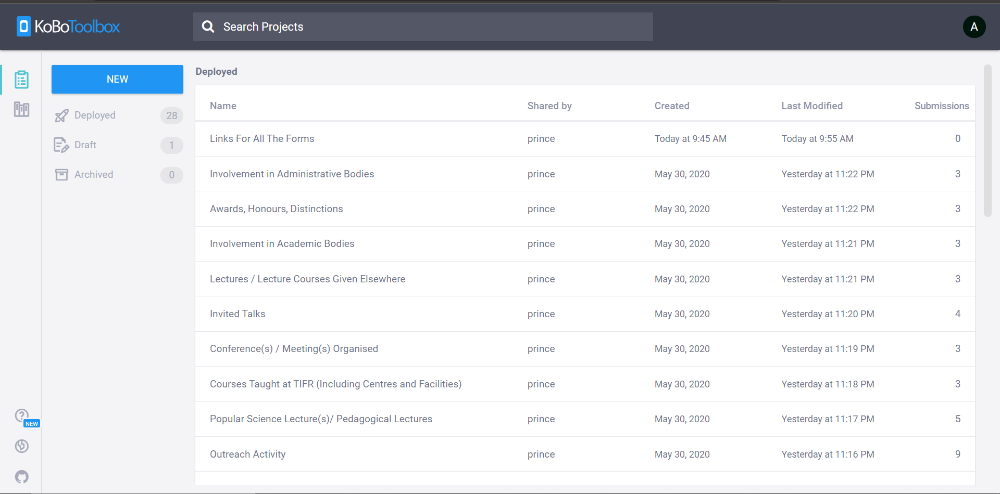 KoBoToolbox
Search Projects
A
NEW
Deployed 28
Draft 1
Archived 0
NEW
Deployed
Name Shared by Created Last Modified Submissions
Links For All The Forms prince Today at 9:45 AM Today at 9:55 AM 0
Involvement in Administrative Bodies prince May 30, 2020 Yesterday at 11:22 PM 3
Awards, Honours, Distinctions prince May 30, 2020 Yesterday at 11:22 PM 3
Involvement in Academic Bodies prince May 30, 2020 Yesterday at 11:21 PM 3
Lectures / Lecture Courses Given Elsewhere prince May 30, 2020 Yesterday at 11:21 PM 3
Invited Talks prince May 30, 2020 Yesterday at 11:20 PM 4
Conference(s) / Meeting(s) Organised prince May 30, 2020 Yesterday at 11:19 PM 3
Courses Taught at TIFR (Including Centres and Facilities) prince May 30, 2020 Yesterday at 11:18 PM 3
Popular Science Lecture(s)/ Pedagogical Lectures prince May 30, 2020 Yesterday at 11:17 PM 5
Outreach Activity prince May 30, 2020 Yesterday at 11:16 PM 9